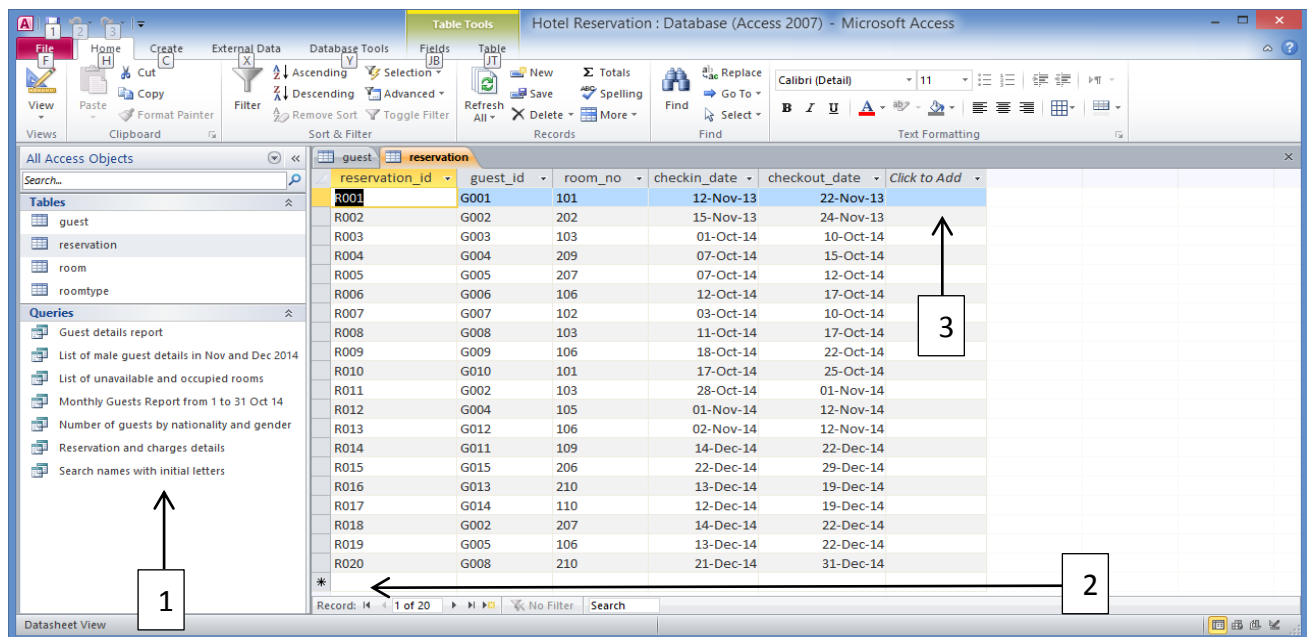 Table Tools Hotel Reservation : Database (Access 2007) - Microsoft Access
1 2 3
File Home Create External Data Database Tools Fields Table
F H C X Y JB JT
View
Views
Paste
Cut
Copy
Format Painter
Clipboard
Filter
Ascending
Descending
Remove Sort
Selection
Advanced
Toggle Filter
Sort & Filter
Refresh All
New
Save
Delete
Totals
Spelling
More
Records
Find
Replace
Go To
Select
Find
Calibri (Detail) 11
B I U A
Text Formatting
All Access Objects
Search...
Tables
guest
reservation
room
roomtype
Queries
Guest details report
List of male guest details in Nov and Dec 2014
List of unavailable and occupied rooms
Monthly Guests Report from 1 to 31 Oct 14
Number of guests by nationality and gender
Reservation and charges details
Search names with initial letters
1
guest reservation
reservation_id guest_id room_no checkin_date checkout_date Click to Add
R001 G001 101 12-Nov-13 22-Nov-13
R002 G002 202 15-Nov-13 24-Nov-13
R003 G003 103 01-Oct-14 10-Oct-14
R004 G004 209 07-Oct-14 15-Oct-14
R005 G005 207 07-Oct-14 12-Oct-14
R006 G006 106 12-Oct-14 17-Oct-14
R007 G007 102 03-Oct-14 10-Oct-14
R008 G008 103 11-Oct-14 17-Oct-14
R009 G009 106 18-Oct-14 22-Oct-14
R010 G010 101 17-Oct-14 25-Oct-14
R011 G002 103 28-Oct-14 01-Nov-14
R012 G004 105 01-Nov-14 12-Nov-14
R013 G012 106 02-Nov-14 12-Nov-14
R014 G011 109 14-Dec-14 22-Dec-14
R015 G015 206 22-Dec-14 29-Dec-14
R016 G013 210 13-Dec-14 19-Dec-14
R017 G014 110 12-Dec-14 19-Dec-14
R018 G002 207 14-Dec-14 22-Dec-14
R019 G005 106 13-Dec-14 22-Dec-14
R020 G008 210 21-Dec-14 31-Dec-14
3
2
Record: 1 of 20 No Filter Search
Datasheet View